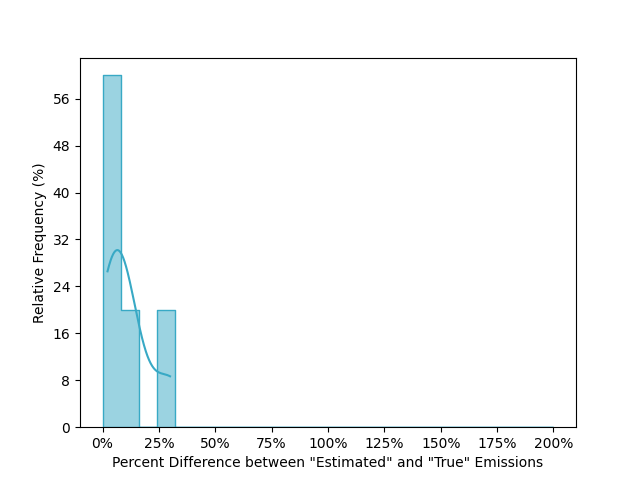 56
48
40
32
24
16
8
0
Relative Frequency (%)
0% 25% 50% 75% 100% 125% 150% 175% 200%
Percent Difference between "Estimated" and "True" Emissions